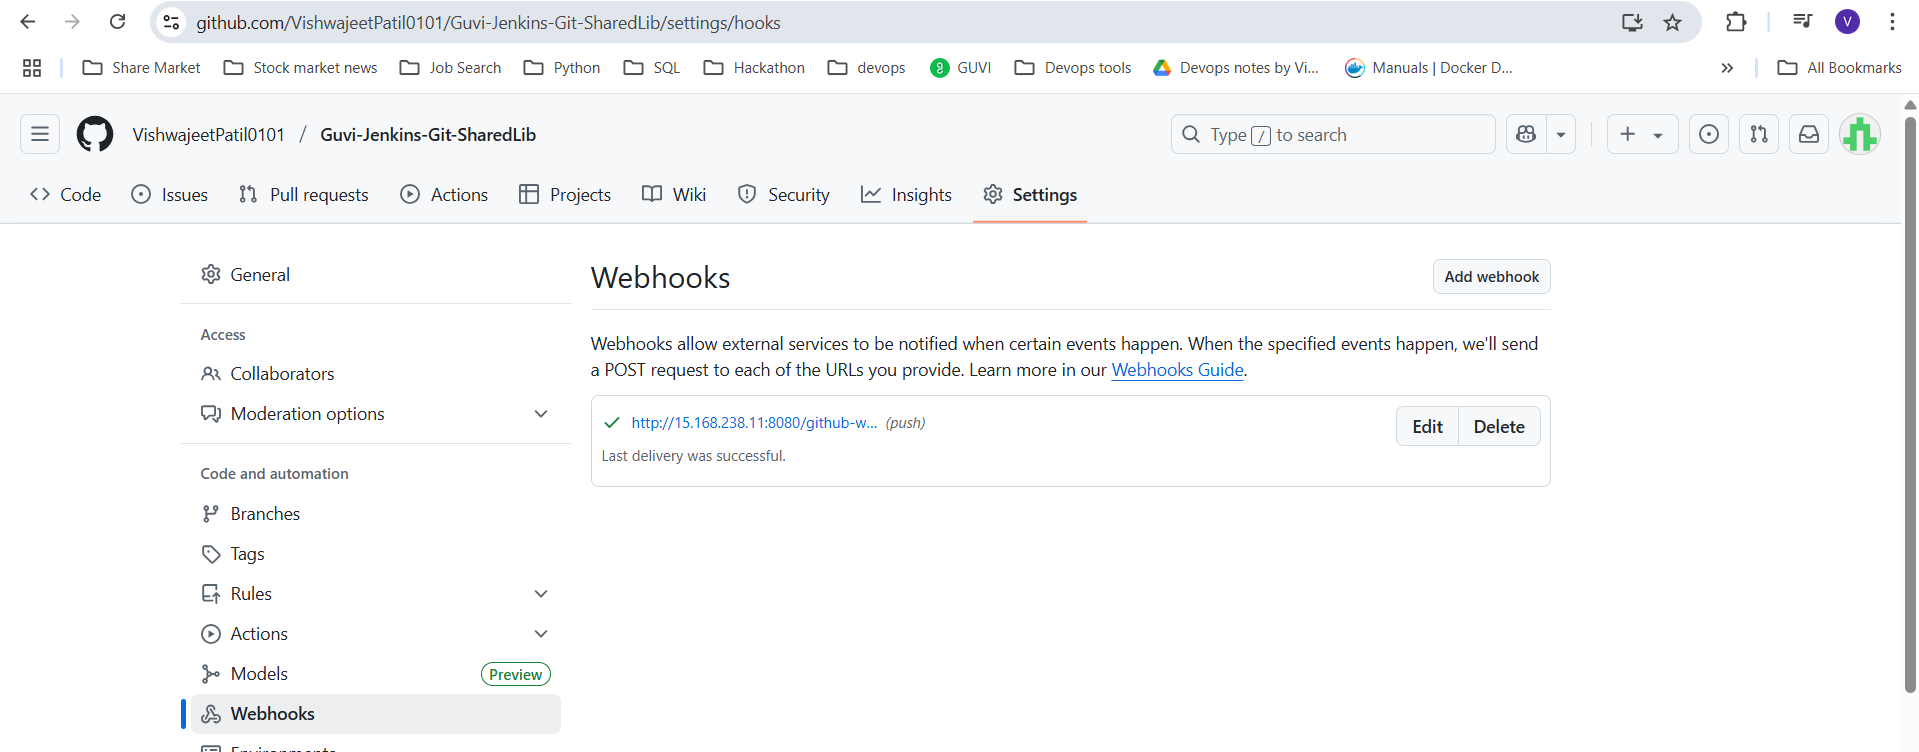 github.com/VishwajeetPatil0101/Guvi-Jenkins-Git-SharedLib/settings/hooks
V
Share Market Stock market news Job Search Python SQL Hackathon devops GUVI Devops tools Devops notes by Vi... Manuals | Docker D... All Bookmarks
VishwajeetPatil0101 / Guvi-Jenkins-Git-SharedLib
Type / to search
Code Issues Pull requests Actions Projects Wiki Security Insights Settings
General
Access
Collaborators
Moderation options
Code and automation
Branches
Tags
Rules
Actions
Models Preview
Webhooks
Environments
Webhooks
Add webhook
Webhooks allow external services to be notified when certain events happen. When the specified events happen, we'll send
a POST request to each of the URLs you provide. Learn more in our Webhooks Guide.
http://15.168.238.11:8080/github-w... (push)
Edit Delete
Last delivery was successful.